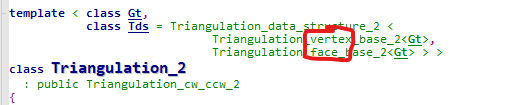 template < class Gt,
class Tds = Triangulation_data_structure_2 <
Triangulation_vertex_base_2<Gt>,
Triangulation_face_base_2<Gt> > >
class Triangulation_2
: public Triangulation_cw_ccw_2
{